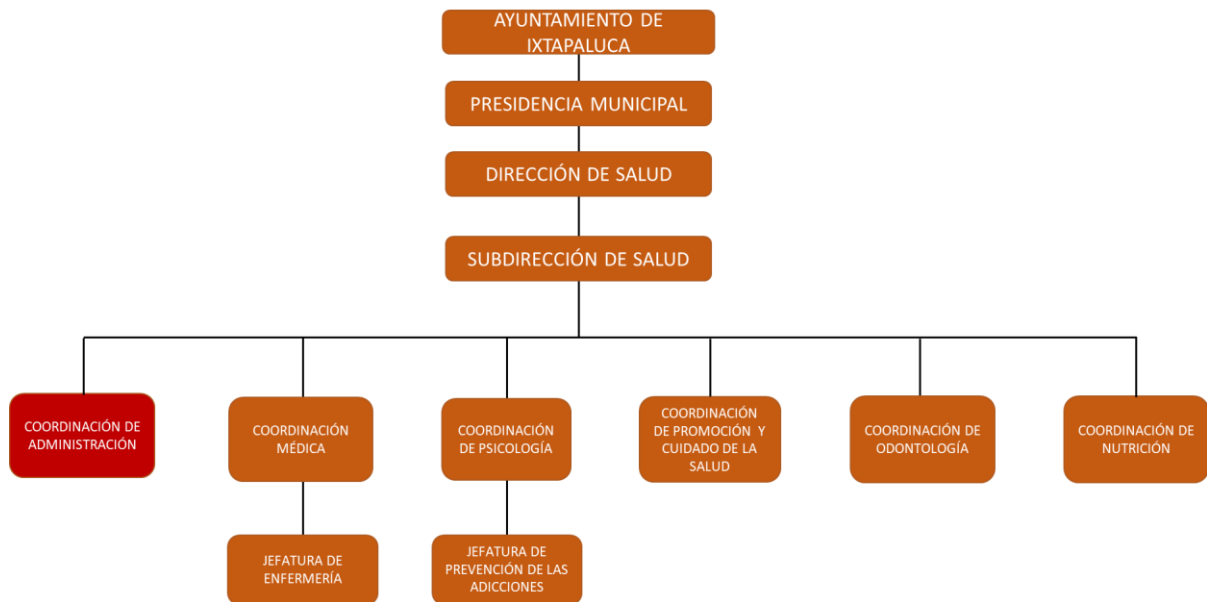 AYUNTAMIENTO DE
IXTAPALUCA
PRESIDENCIA MUNICIPAL
DIRECCIÓN DE SALUD
SUBDIRECCIÓN DE SALUD
COORDINACIÓN DE
ADMINISTRACIÓN
COORDINACIÓN
MÉDICA
COORDINACIÓN
DE PSICOLOGÍA
COORDINACIÓN
DE PROMOCIÓN Y
CUIDADO DE LA
SALUD
COORDINACIÓN DE
ODONTOLOGÍA
COORDINACIÓN DE
NUTRICIÓN
JEFATURA DE
ENFERMERÍA
JEFATURA DE
PREVENCIÓN DE LAS
ADICCIONES